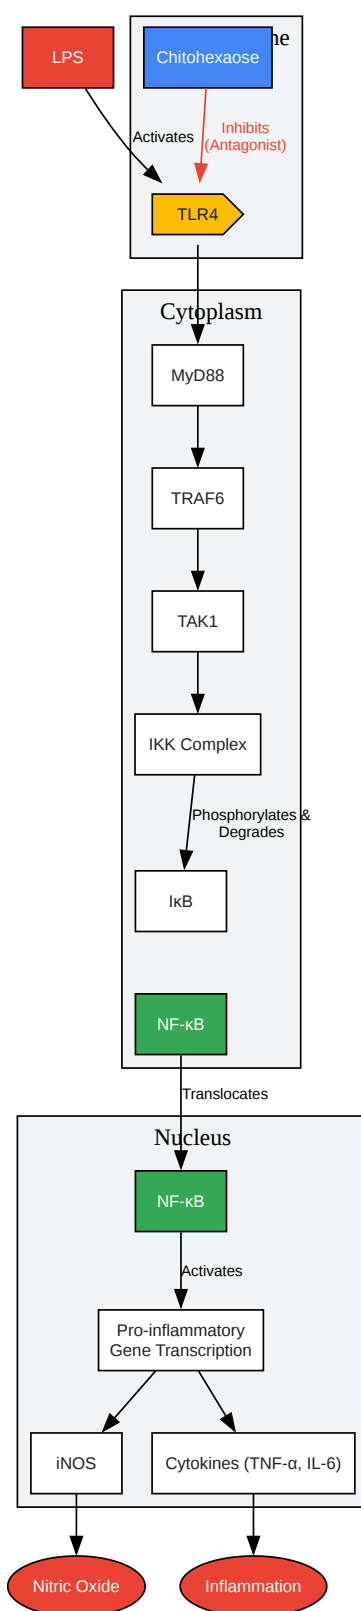 LPS
Chitohexaose
Activates
Inhibits
(Antagonist)
TLR4
Cytoplasm
MyD88
TRAF6
TAK1
IKK Complex
Phosphorylates &
Degrades
IκB
NF-κB
Translocates
Nucleus
NF-κB
Activates
Pro-inflammatory
Gene Transcription
iNOS
Cytokines (TNF-α, IL-6)
Nitric Oxide
Inflammation